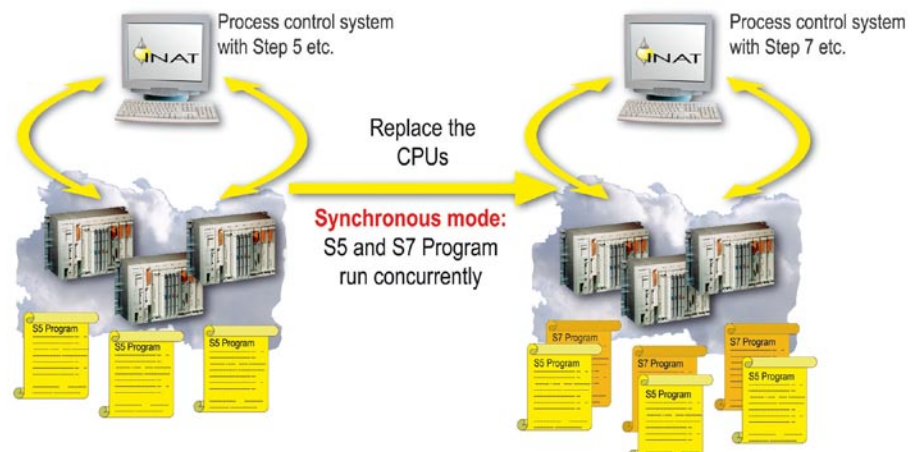 Process control system
with Step 5 etc.
INAT
Process control system
with Step 7 etc.
INAT
Replace the
CPUs
Synchronous mode:
S5 and S7 Program
run concurrently
S5 Program
S5 Program
S5 Program
S7 Program
S5 Program
S7 Program
S5 Program
S7 Program
S5 Program